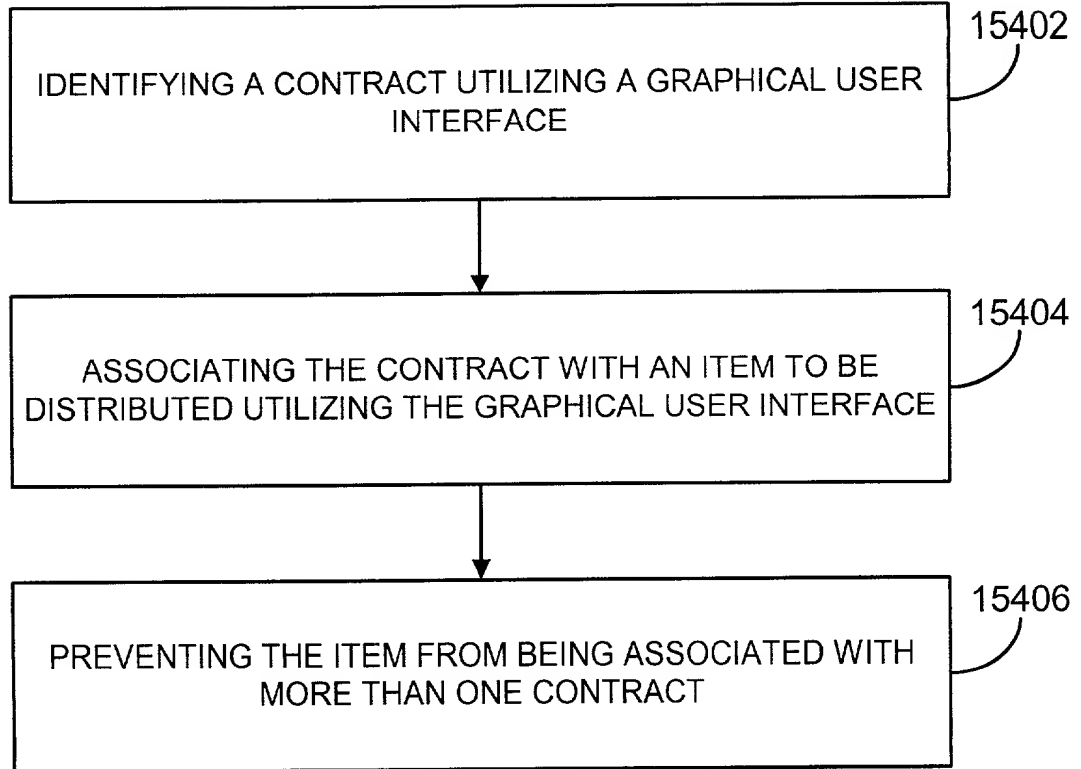 15402
IDENTIFYING A CONTRACT UTILIZING A GRAPHICAL USER
INTERFACE
15404
ASSOCIATING THE CONTRACT WITH AN ITEM TO BE
DISTRIBUTED UTILIZING THE GRAPHICAL USER INTERFACE
15406
PREVENTING THE ITEM FROM BEING ASSOCIATED WITH
MORE THAN ONE CONTRACT